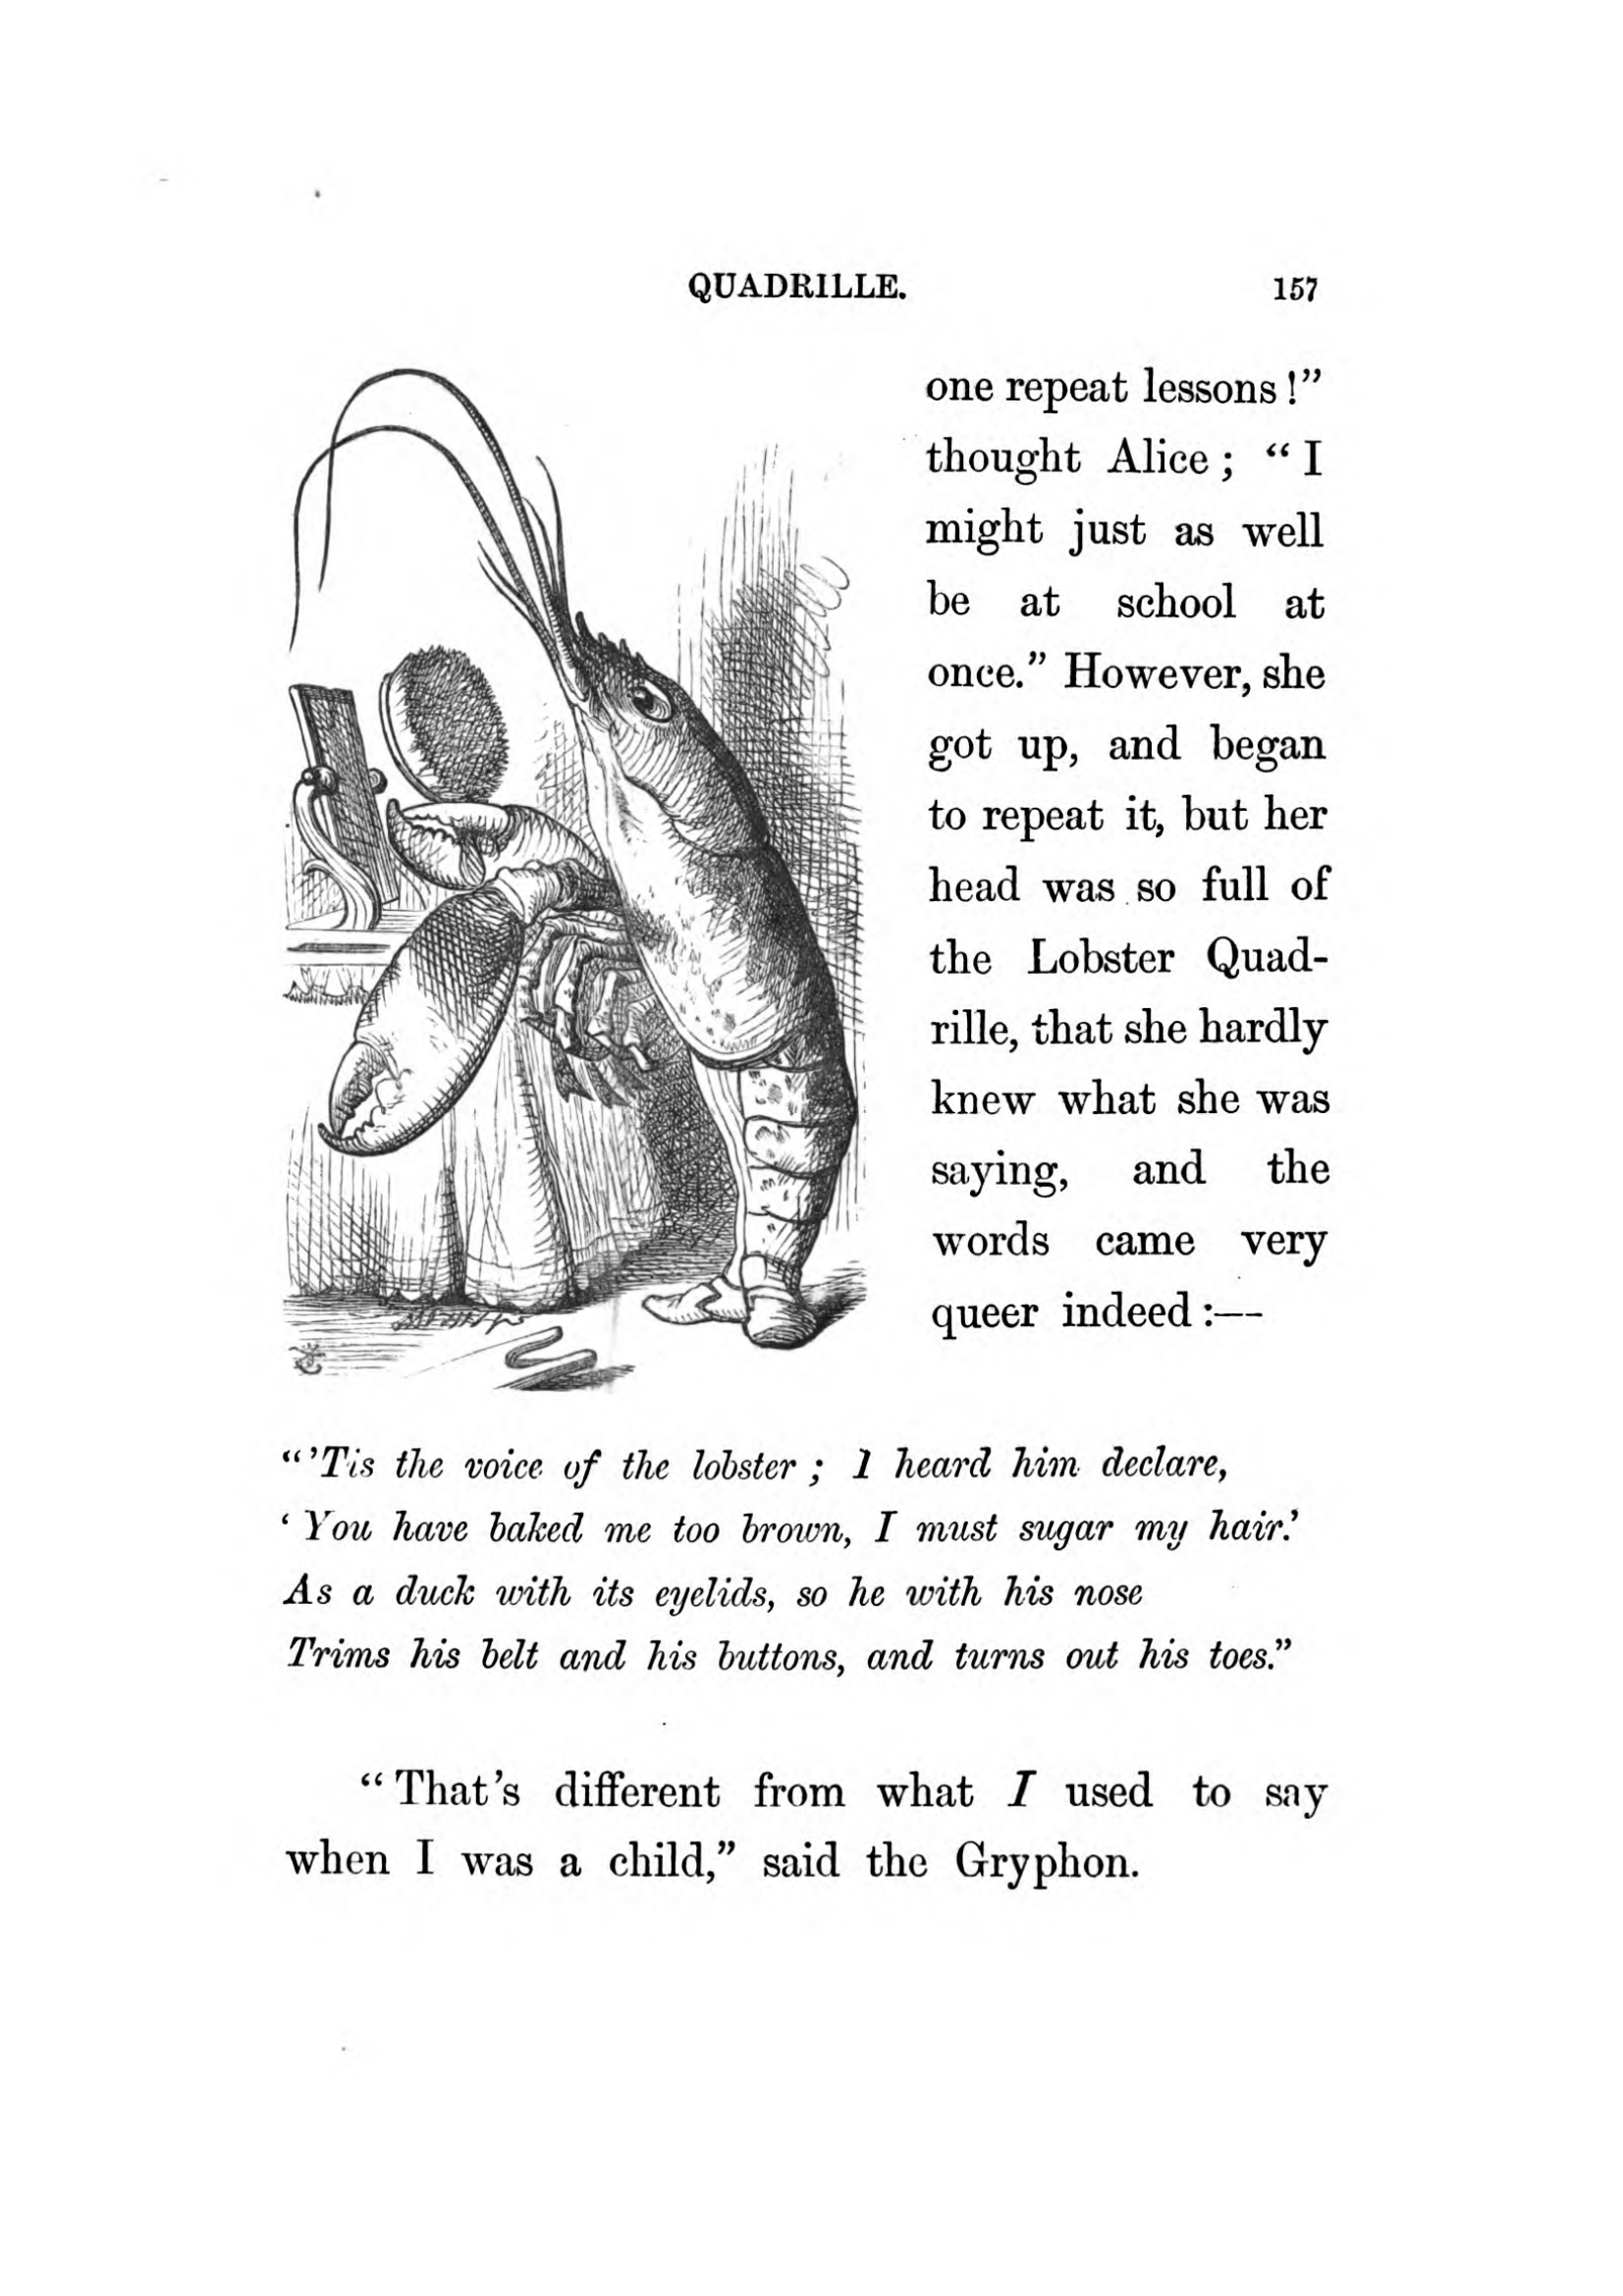 QUADRILLE. 157
one repeat lessons!”
thought Alice; “I
might just as well
be at school at
once.” However, she
got up, and began
to repeat it, but her
head was so full of
the Lobster Quad-
rille, that she hardly
knew what she was
saying, and the
words came very
queer indeed:—
“’Tis the voice of the lobster; I heard him declare,
‘You have baked me too brown, I must sugar my hair.’
As a duck with its eyelids, so he with his nose
Trims his belt and his buttons, and turns out his toes.”
“That’s different from what I used to say
when I was a child,” said the Gryphon.